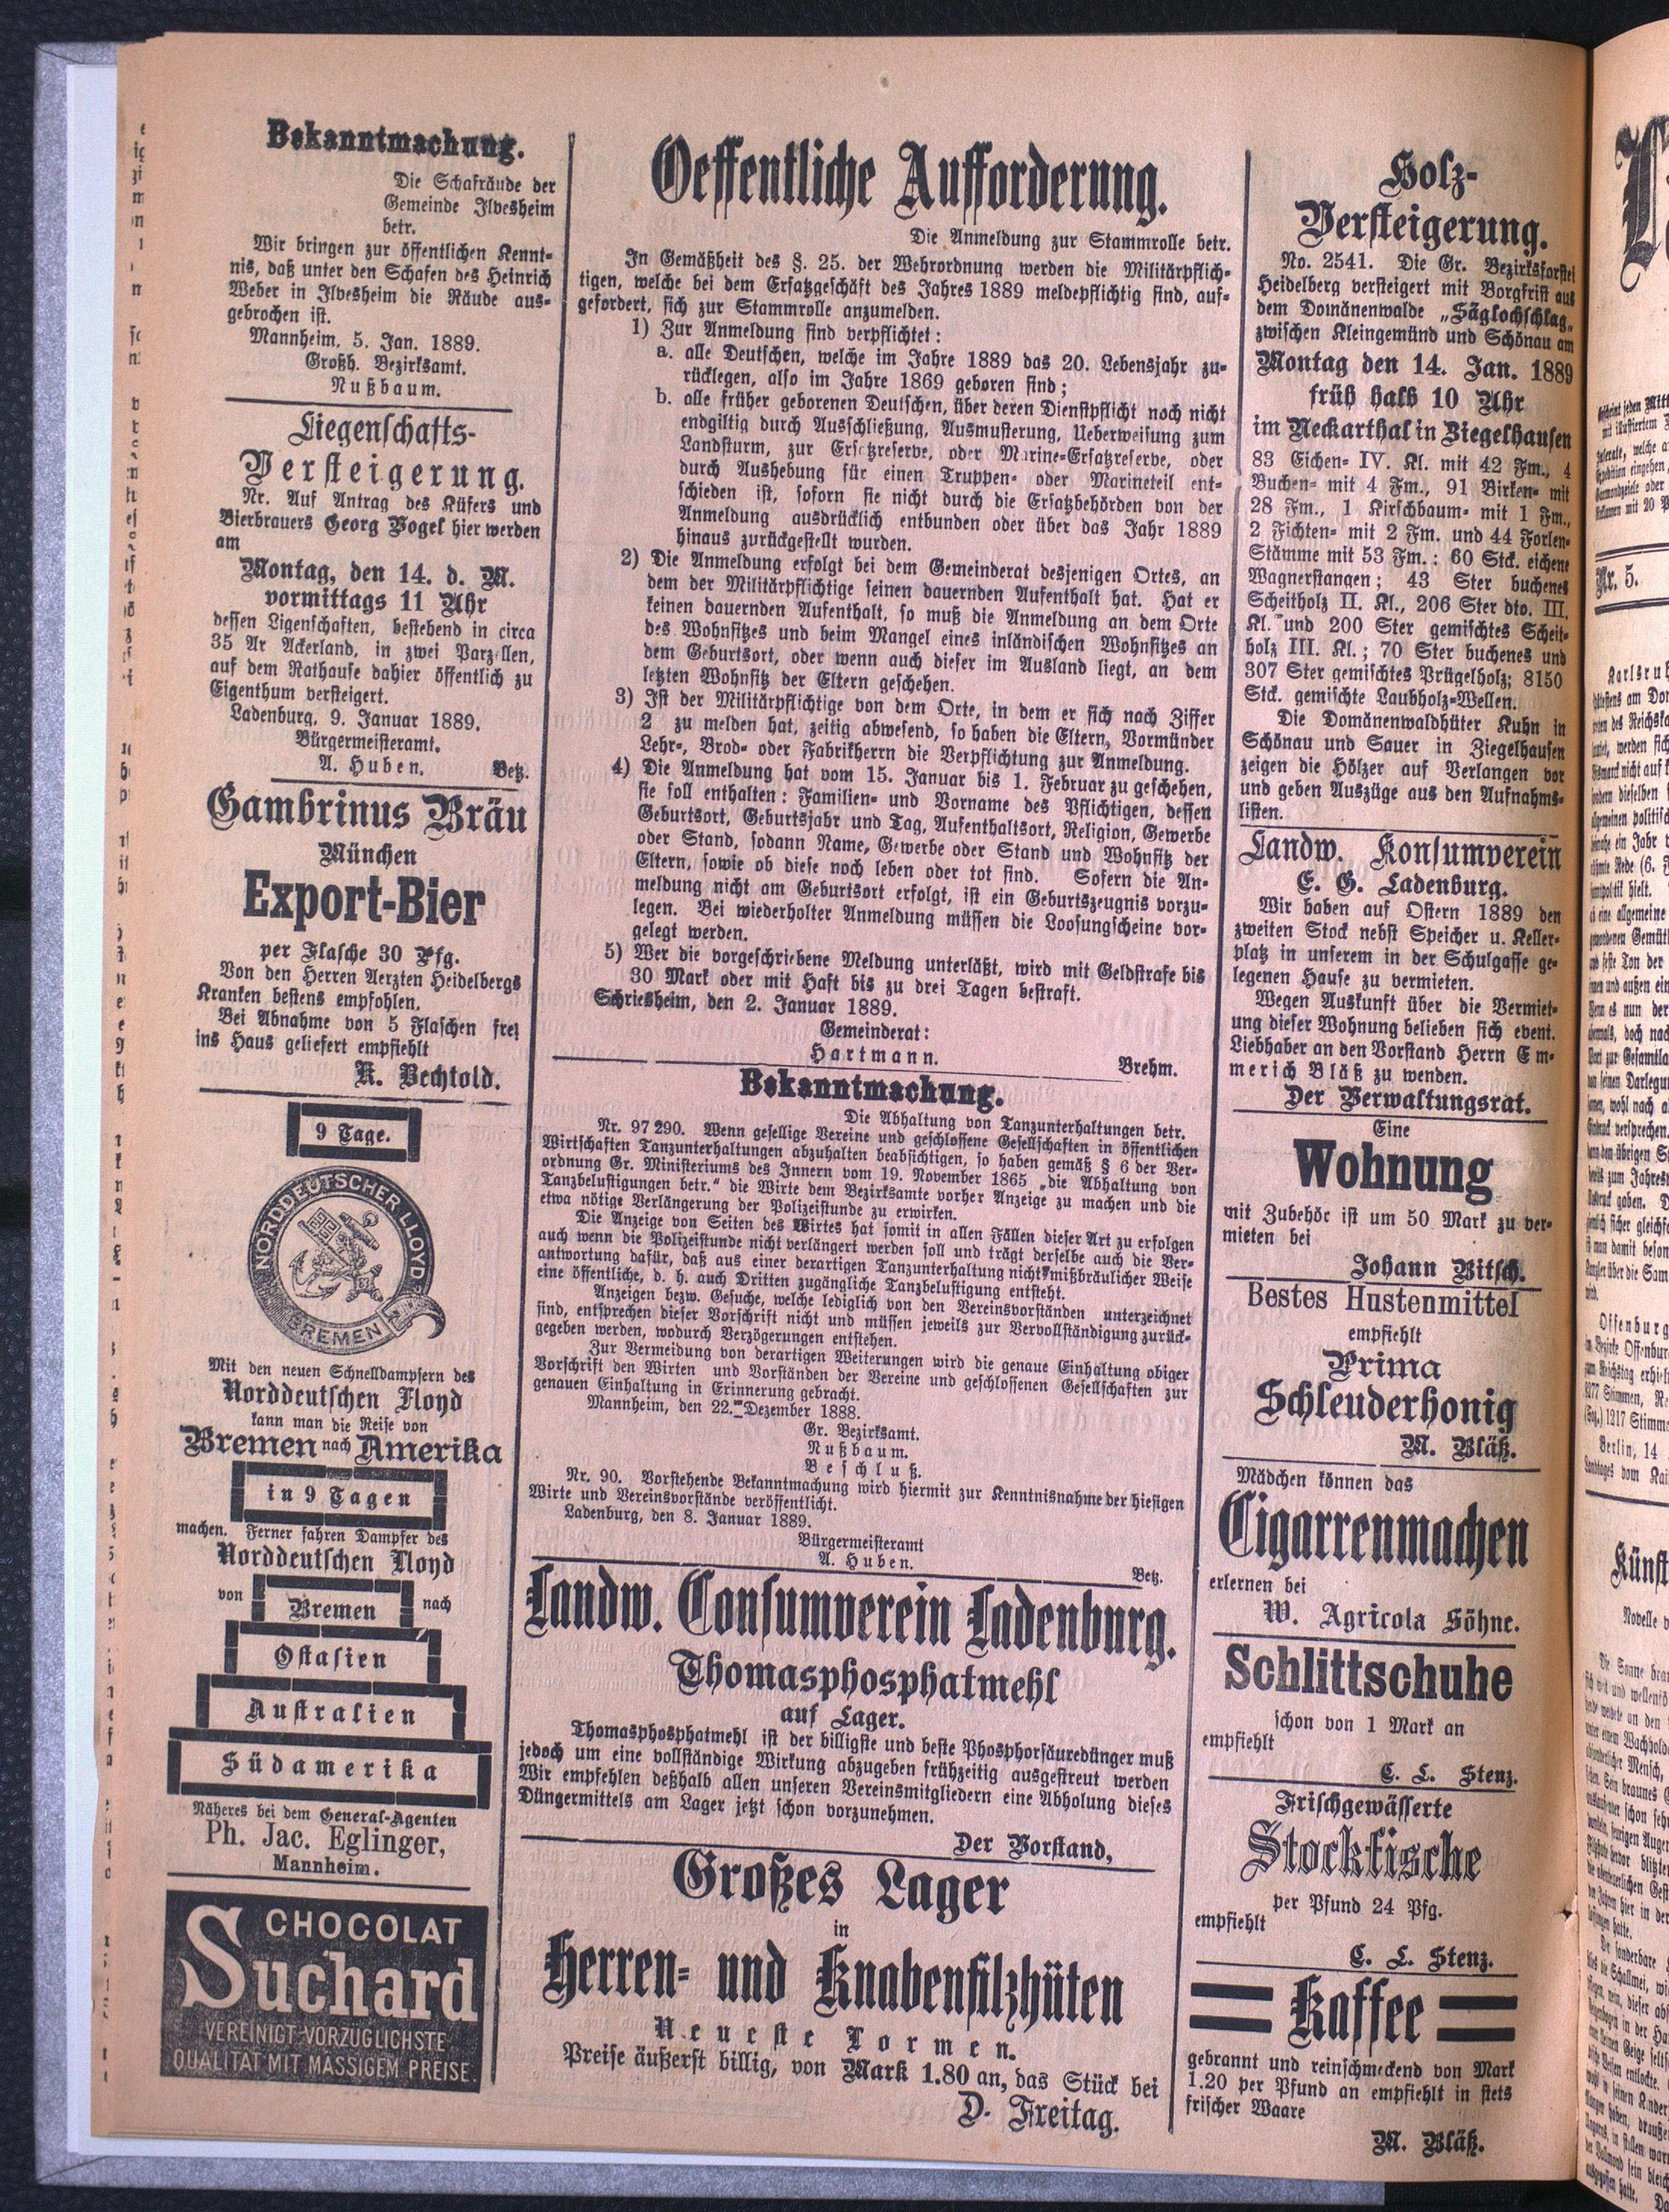 Bekanntmachung.
Die Schafräude der
Gemeinde Ilvesheim
betr.
Wir bringen zur öffentlichen Kennt-
nis, daß unter den Schafen des Heinrich
Weber in Ilvesheim die Räude aus-
gebrochen ist.
Mannheim, 5. Jan. 1889.
Großh. Bezirksamt.
Nußbaum.
Liegenschafts-
Versteigerung.
Nr. Auf Antrag des Küfers und
Bierbrauers Georg Vogel hier werden
am
Montag, den 14. d. M.
vormittags 11 Uhr
dessen Ligenschaften, bestehend in circa
35 Ar Ackerland, in zwei Parzellen,
auf dem Rathause dahier öffentlich zu
Eigenthum versteigert.
Ladenburg, 9. Januar 1889.
Bürgermeisteramt.
A. Huben. Betz.
Gambrinus Bräu
München
Export-Bier
per Flasche 30 Pfg.
Von den Herren Aerzten Heidelbergs
Kranken bestens empfohlen.
Bei Abnahme von 5 Flaschen frei
ins Haus geliefert empfiehlt
K. Bechtold.
9 Tage.
NORDDEUTSCHER LLOYD
BREMEN
Mit den neuen Schnelldampfern des
Norddeutschen Lloyd
kann man die Reise von
Bremen nach Amerika
in 9 Tagen
machen. Ferner fahren Dampfer des
Norddeutschen Lloyd
von Bremen nach
Ostasien
Australien
Südamerika
Näheres bei dem General-Agenten
Ph. Jac. Eglinger,
Mannheim.
CHOCOLAT
Suchard
VEREINIGT VORZÜGLICHSTE
QUALITÄT MIT MÄSSIGEM PREISE.
Oeffentliche Aufforderung.
Die Anmeldung zur Stammrolle betr.
In Gemäßheit des §. 25. der Wehrordnung werden die Militärpflich-
tigen, welche bei dem Ersatzgeschäft des Jahres 1889 meldepflichtig sind, auf-
gefordert, sich zur Stammrolle anzumelden.
1) Zur Anmeldung sind verpflichtet:
a. alle Deutschen, welche im Jahre 1889 das 20. Lebensjahr zu-
rücklegen, also im Jahre 1869 geboren sind;
b. alle früher geborenen Deutschen, über deren Dienstpflicht noch nicht
endgiltig durch Ausschließung, Ausmusterung, Ueberweisung zum
Landsturm, zur Ersatzreserve, oder Marine-Ersatzreserve, oder
durch Aushebung für einen Truppen- oder Marineteil ent-
schieden ist, sofern sie nicht durch die Ersatzbehörden von der
Anmeldung ausdrücklich entbunden oder über das Jahr 1889
hinaus zurückgestellt wurden.
2) Die Anmeldung erfolgt bei dem Gemeinderat desjenigen Ortes, an
dem der Militärpflichtige seinen dauernden Aufenthalt hat. Hat er
keinen dauernden Aufenthalt, so muß die Anmeldung an dem Orte
des Wohnsitzes und beim Mangel eines inländischen Wohnsitzes an
dem Geburtsort, oder wenn auch dieser im Ausland liegt, an dem
letzten Wohnsitz der Eltern geschehen.
3) Ist der Militärpflichtige von dem Orte, in dem er sich nach Ziffer
2 zu melden hat, zeitig abwesend, so haben die Eltern, Vormünder
Lehr-, Brod- oder Fabrikherrn die Verpflichtung zur Anmeldung.
4) Die Anmeldung hat vom 15. Januar bis 1. Februar zu geschehen,
sie soll enthalten: Familien- und Vorname des Pflichtigen, dessen
Geburtsort, Geburtsjahr und Tag, Aufenthaltsort, Religion, Gewerbe
oder Stand, sodann Name, Gewerbe oder Stand und Wohnsitz der
Eltern, sowie ob diese noch leben oder tot sind. Sofern die An-
meldung nicht am Geburtsort erfolgt, ist ein Geburtszeugnis vorzu-
legen. Bei wiederholter Anmeldung müssen die Loosungscheine vor-
gelegt werden.
5) Wer die vorgeschriebene Meldung unterläßt, wird mit Geldstrafe bis
30 Mark oder mit Haft bis zu drei Tagen bestraft.
Schriesheim, den 2. Januar 1889.
Gemeinderat:
Hartmann. Brehm.
Bekanntmachung.
Die Abhaltung von Tanzunterhaltungen betr.
Nr. 97290. Wenn gesellige Vereine und geschlossene Gesellschaften in öffentlichen
Wirtschaften Tanzunterhaltungen abzuhalten beabsichtigen, so haben gemäß § 6 der Ver-
ordnung Gr. Ministeriums des Innern vom 19. November 1865 „die Abhaltung von
Tanzbelustigungen betr." die Wirte dem Bezirksamte vorher Anzeige zu machen und die
etwa nötige Verlängerung der Polizeistunde zu erwirken.
Die Anzeige von Seiten des Wirtes hat somit in allen Fällen dieser Art zu erfolgen
auch wenn die Polizeistunde nicht verlängert werden soll und trägt derselbe auch die Ver-
antwortung dafür, daß aus einer derartigen Tanzunterhaltung nicht mißbräulicher Weise
eine öffentliche, d. h. auch Dritten zugängliche Tanzbelustigung entsteht.
Anzeigen bezw. Gesuche, welche lediglich von den Vereinsvorständen unterzeichnet
sind, entsprechen dieser Vorschrift nicht und müssen jeweils zur Vervollständigung zurück-
gegeben werden, wodurch Verzögerungen entstehen.
Zur Vermeidung von derartigen Weiterungen wird die genaue Einhaltung obiger
Vorschrift den Wirten und Vorständen der Vereine und geschlossenen Gesellschaften zur
genauen Einhaltung in Erinnerung gebracht.
Mannheim, den 22. Dezember 1888.
Gr. Bezirksamt.
Nußbaum.
Beschluß.
Nr. 90. Vorstehende Bekanntmachung wird hiermit zur Kenntnisnahme der hiesigen
Wirte und Vereinsvorstände veröffentlicht.
Ladenburg, den 8. Januar 1889.
Bürgermeisteramt
A. Huben. Betz.
Landw. Consumverein Ladenburg.
Thomasphosphatmehl
auf Lager.
Thomasphosphatmehl ist der billigste und beste Phosphorsäuredünger muß
jedoch um eine vollständige Wirkung abzugeben frühzeitig ausgestreut werden
Wir empfehlen deßhalb allen unseren Vereinsmitgliedern eine Abholung dieses
Düngermittels am Lager jetzt schon vorzunehmen.
Der Vorstand,
Großes Lager
in
Herren- und Knabenfilzhüten
Neueste Formen.
Preise äußerst billig, von Mark 1.80 an, das Stück bei
D. Freitag.
Holz-
Versteigerung.
No. 2541. Die Gr. Bezirksforstei
Heidelberg versteigert mit Borgfrist aus
dem Domänenwalde „Säglochschlag„
zwischen Kleingemünd und Schönau am
Montag den 14. Jan. 1889
früh halb 10 Uhr
im Neckarthal in Ziegelhausen
83 Eichen- IV. Kl. mit 42 Fm., 4
Buchen- mit 4 Fm., 91 Birken- mit
28 Fm., 1 Kirschbaum- mit 1 Fm.,
2 Fichten- mit 2 Fm. und 44 Forlen-
Stämme mit 53 Fm.: 60 Stck. eichene
Wagnerstangen; 43 Ster buchenes
Scheitholz II. Kl., 206 Ster dto. III.
Kl. und 200 Ster gemischtes Scheit-
holz III. Kl.; 70 Ster buchenes und
307 Ster gemischtes Prügelholz; 8150
Stck. gemischte Laubholz-Wellen.
Die Domänenwaldhüter Kuhn in
Schönau und Sauer in Ziegelhausen
zeigen die Hölzer auf Verlangen vor
und geben Auszüge aus den Aufnahms-
listen.
Landw. Konsumverein
E. G. Ladenburg.
Wir haben auf Ostern 1889 den
zweiten Stock nebst Speicher u. Keller-
platz in unserem in der Schulgasse ge-
legenen Hause zu vermieten.
Wegen Auskunft über die Vermiet-
ung dieser Wohnung belieben sich event.
Liebhaber an den Vorstand Herrn Em-
merich Bläß zu wenden.
Der Verwaltungsrat.
Eine
Wohnung
mit Zubehör ist um 50 Mark zu ver-
mieten bei
Johann Bitsch.
Bestes Hustenmittel
empfiehlt
Prima
Schleuderhonig
M. Bläß.
Mädchen können das
Cigarrenmachen
erlernen bei
W. Agricola Söhne.
Schlittschuhe
schon von 1 Mark an
empfiehlt
C. L. Stenz.
Frischgewässerte
Stockfische
per Pfund 24 Pfg.
empfiehlt
C. L. Stenz.
Kaffee
gebrannt und reinschmeckend von Mark
1.20 per Pfund an empfiehlt in stets
frischer Waare
M. Bläß.
Nr. 5.